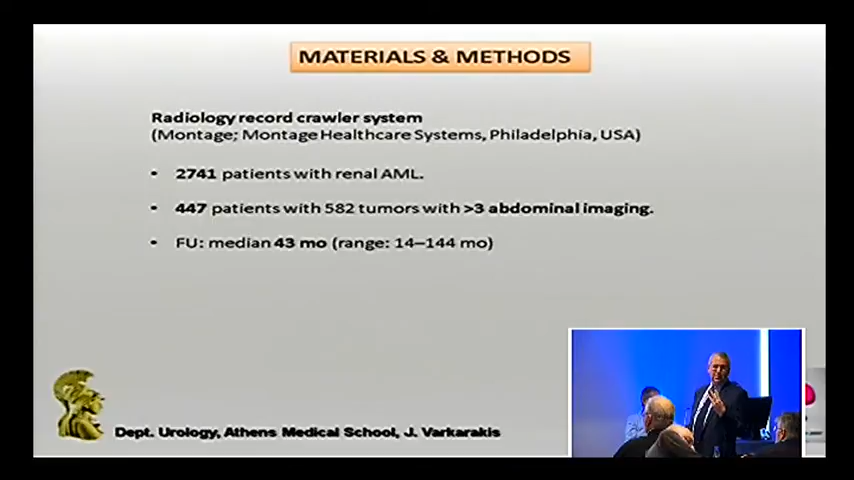 MATERIALS & METHODS
Radiology record crawler system
(Montage; Montage Healthcare Systems, Philadelphia, USA)
• 2741 patients with renal AML.
• 447 patients with 582 tumors with >3 abdominal imaging.
• FU: median 43 mo (range: 14–144 mo)
Dept. Urology, Athens Medical School, J. Varkarakis